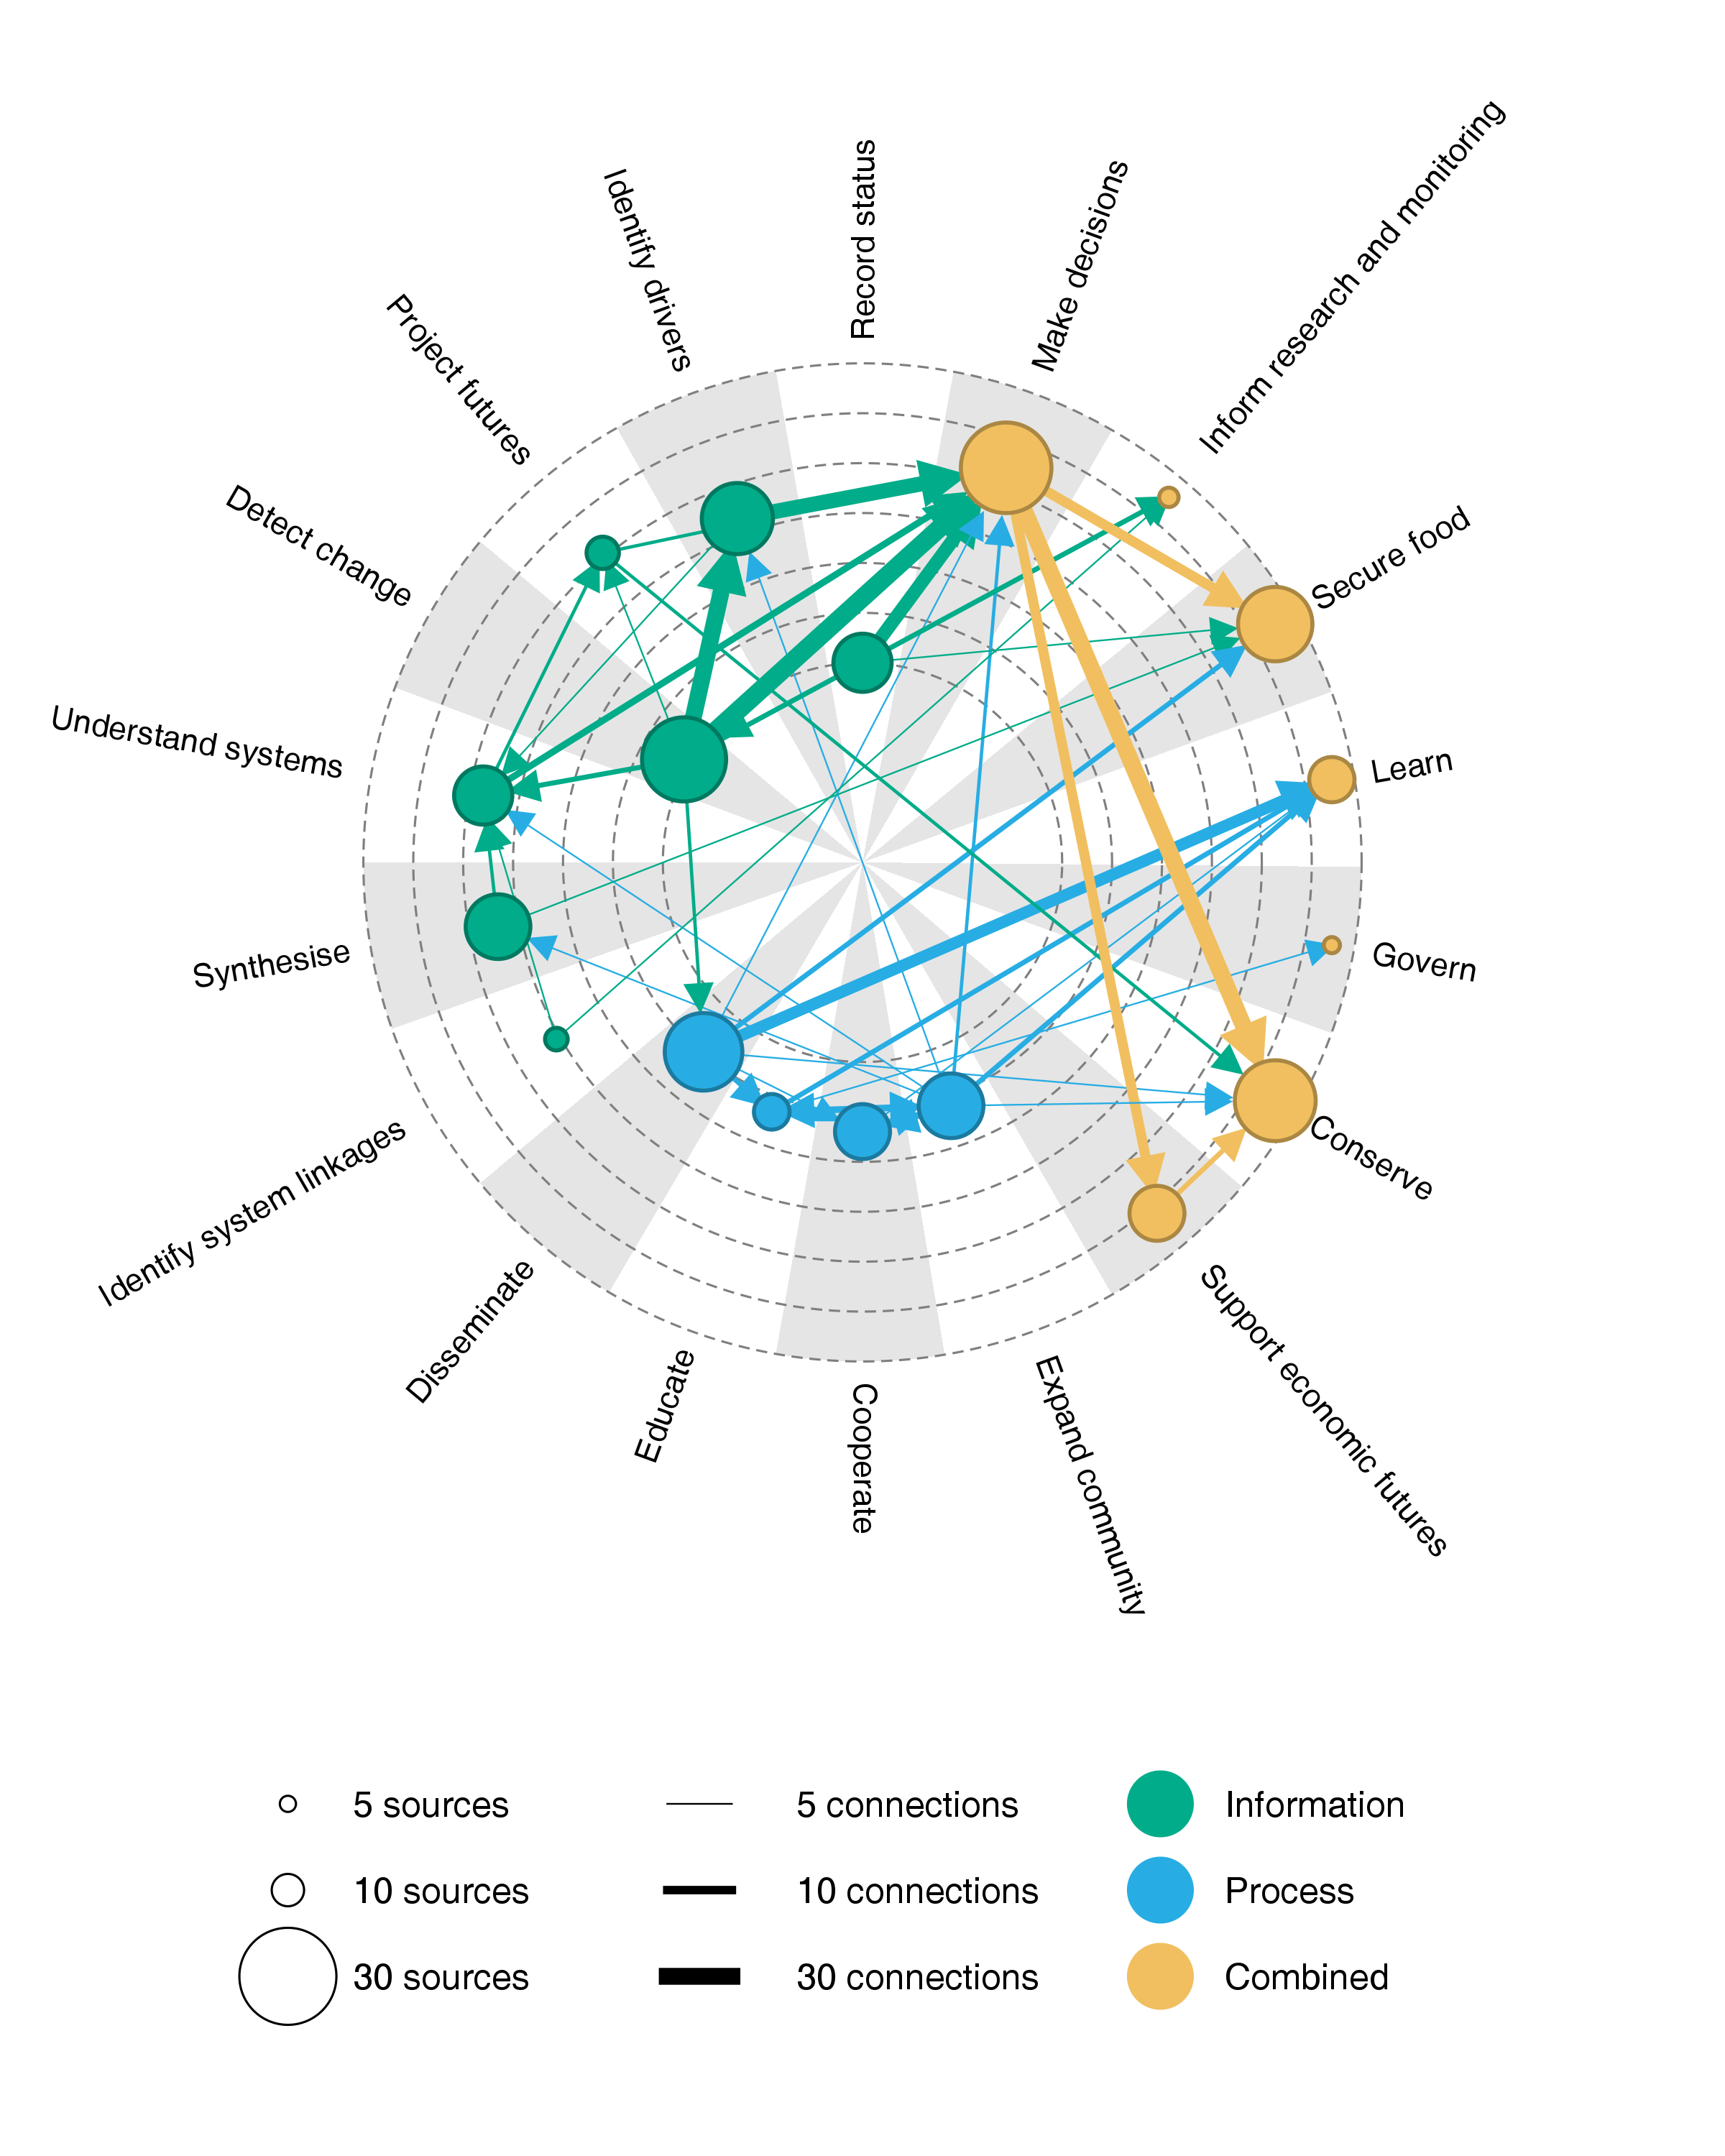 Record status
Make decisions
Inform research and monitoring
Secure food
Learn
Govern
Conserve
Support economic futures
Expand community
Cooperate
Educate
Disseminate
Identify system linkages
Synthesise
Understand systems
Detect change
Project futures
Identify drivers
5 sources
5 connections
Information
10 sources
10 connections
Process
30 sources
30 connections
Combined